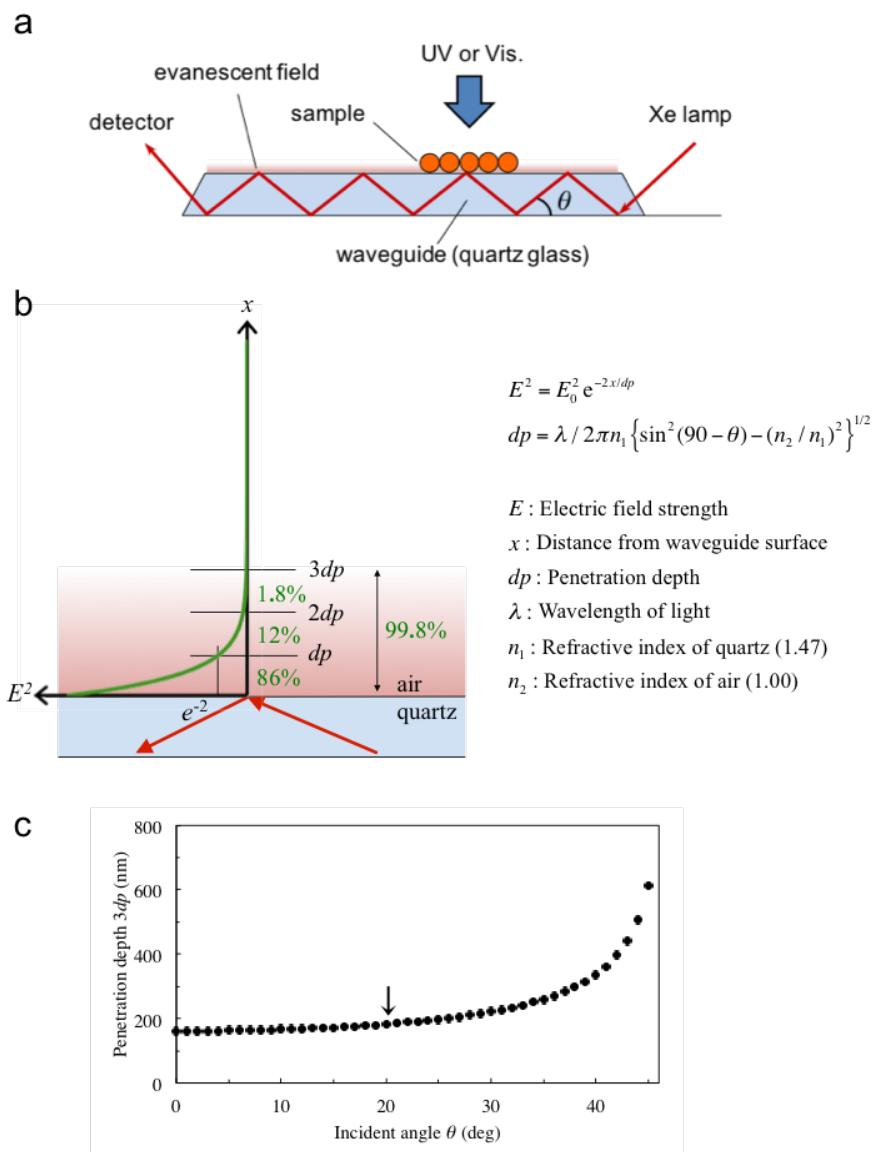 a
UV or Vis.
evanescent field
sample
detector
Xe lamp
θ
waveguide (quartz glass)
b
x
E² = E₀² e^(−2x/dp)
dp = λ / 2πn₁ {sin² (90 − θ) − (n₂ / n₁)²}^(1/2)
E : Electric field strength
x : Distance from waveguide surface
dp : Penetration depth
λ : Wavelength of light
n₁ : Refractive index of quartz (1.47)
n₂ : Refractive index of air (1.00)
3dp
1.8%
2dp
12%
99.8%
dp
86%
air
E²
e⁻²
quartz
c
Penetration depth 3dp (nm)
800
600
400
200
0
0 10 20 30 40
Incident angle θ (deg)